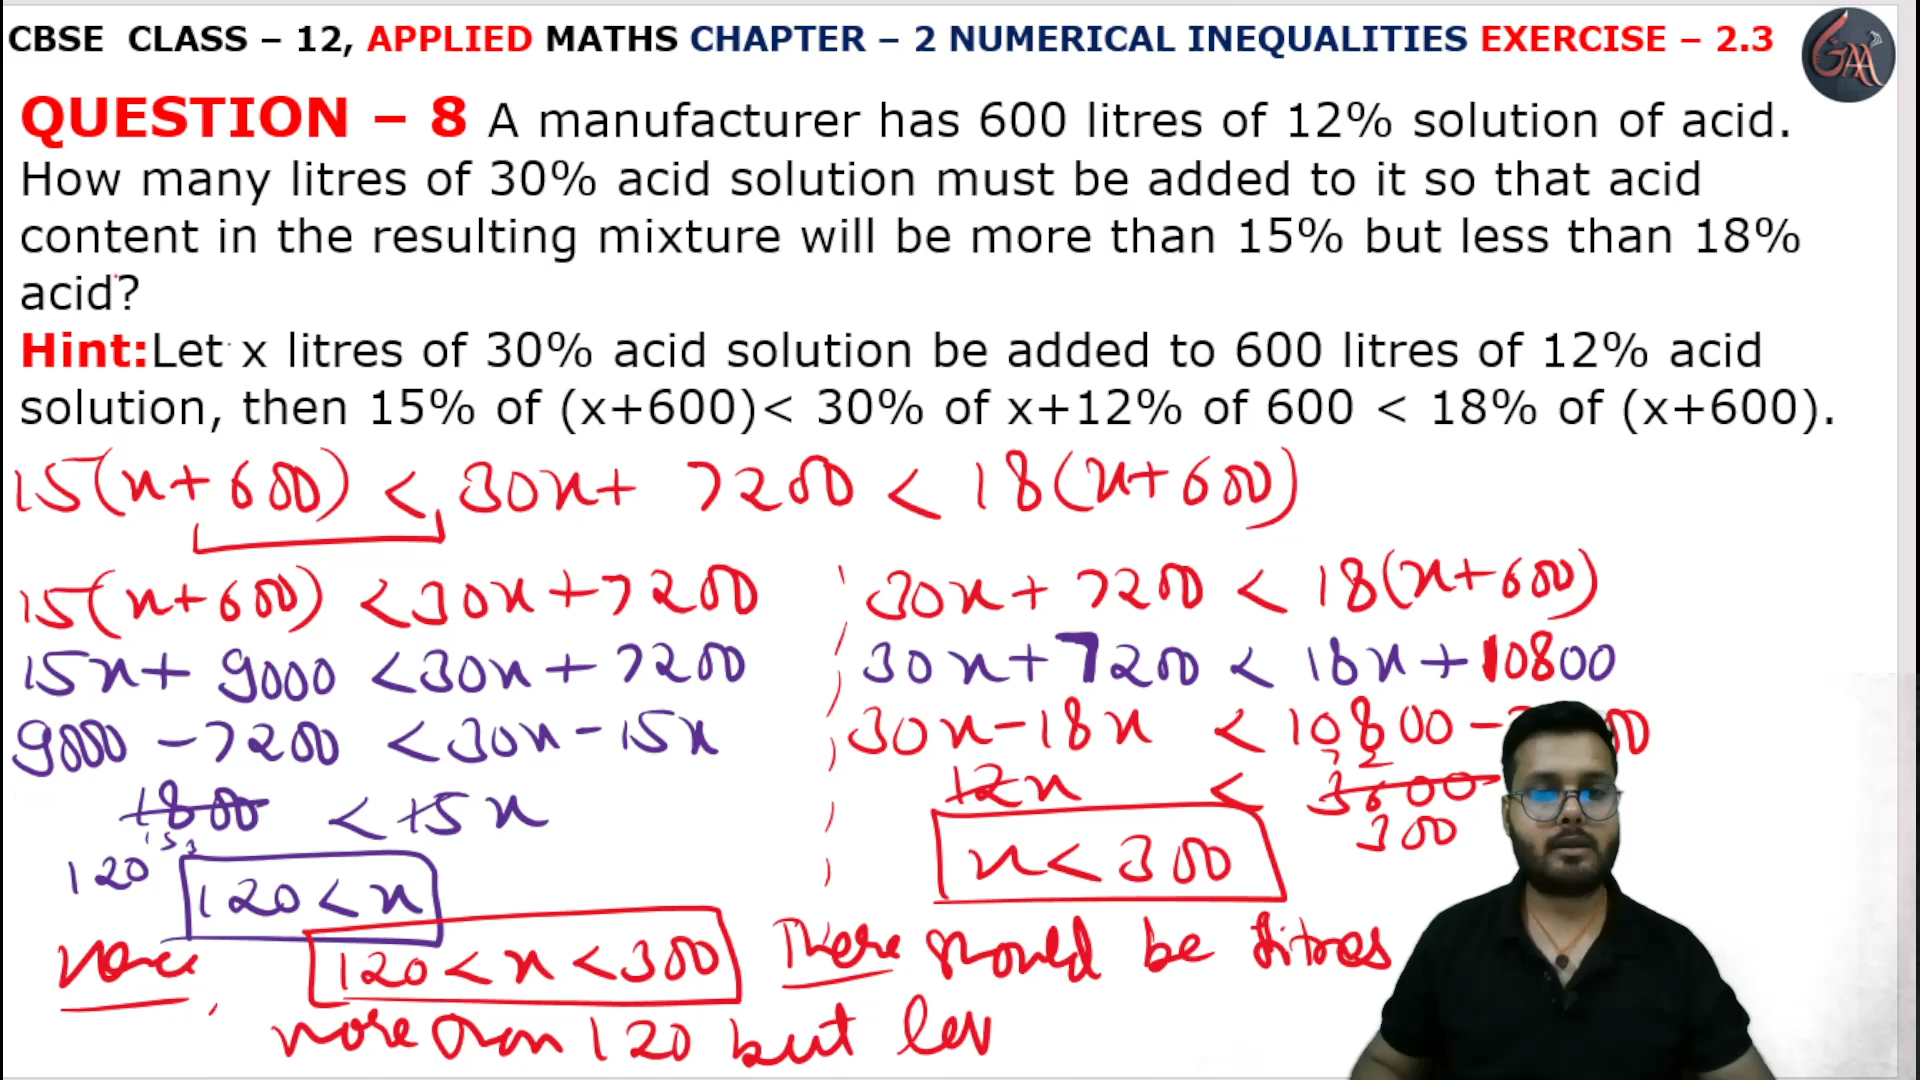 CBSE CLASS – 12, APPLIED MATHS CHAPTER – 2 NUMERICAL INEQUALITIES EXERCISE – 2.3
QUESTION – 8 A manufacturer has 600 litres of 12% solution of acid.
How many litres of 30% acid solution must be added to it so that acid
content in the resulting mixture will be more than 15% but less than 18%
acid?
Hint:Let x litres of 30% acid solution be added to 600 litres of 12% acid
solution, then 15% of (x+600)< 30% of x+12% of 600 < 18% of (x+600).
15(x+600) < 30x+ 7200 < 18(x+600)
15(x+600) <30x+7200
15x+ 9000 <30x+7200
9000 -7200 <30x-15x
1800 <15x
120
120<x
30x+ 7200 < 18(x+600)
30x+7200 < 18x+10800
30x-18x < 10800-
12x < 3600
300
x<300
120<x<300 There should be litres
more than 120 but les